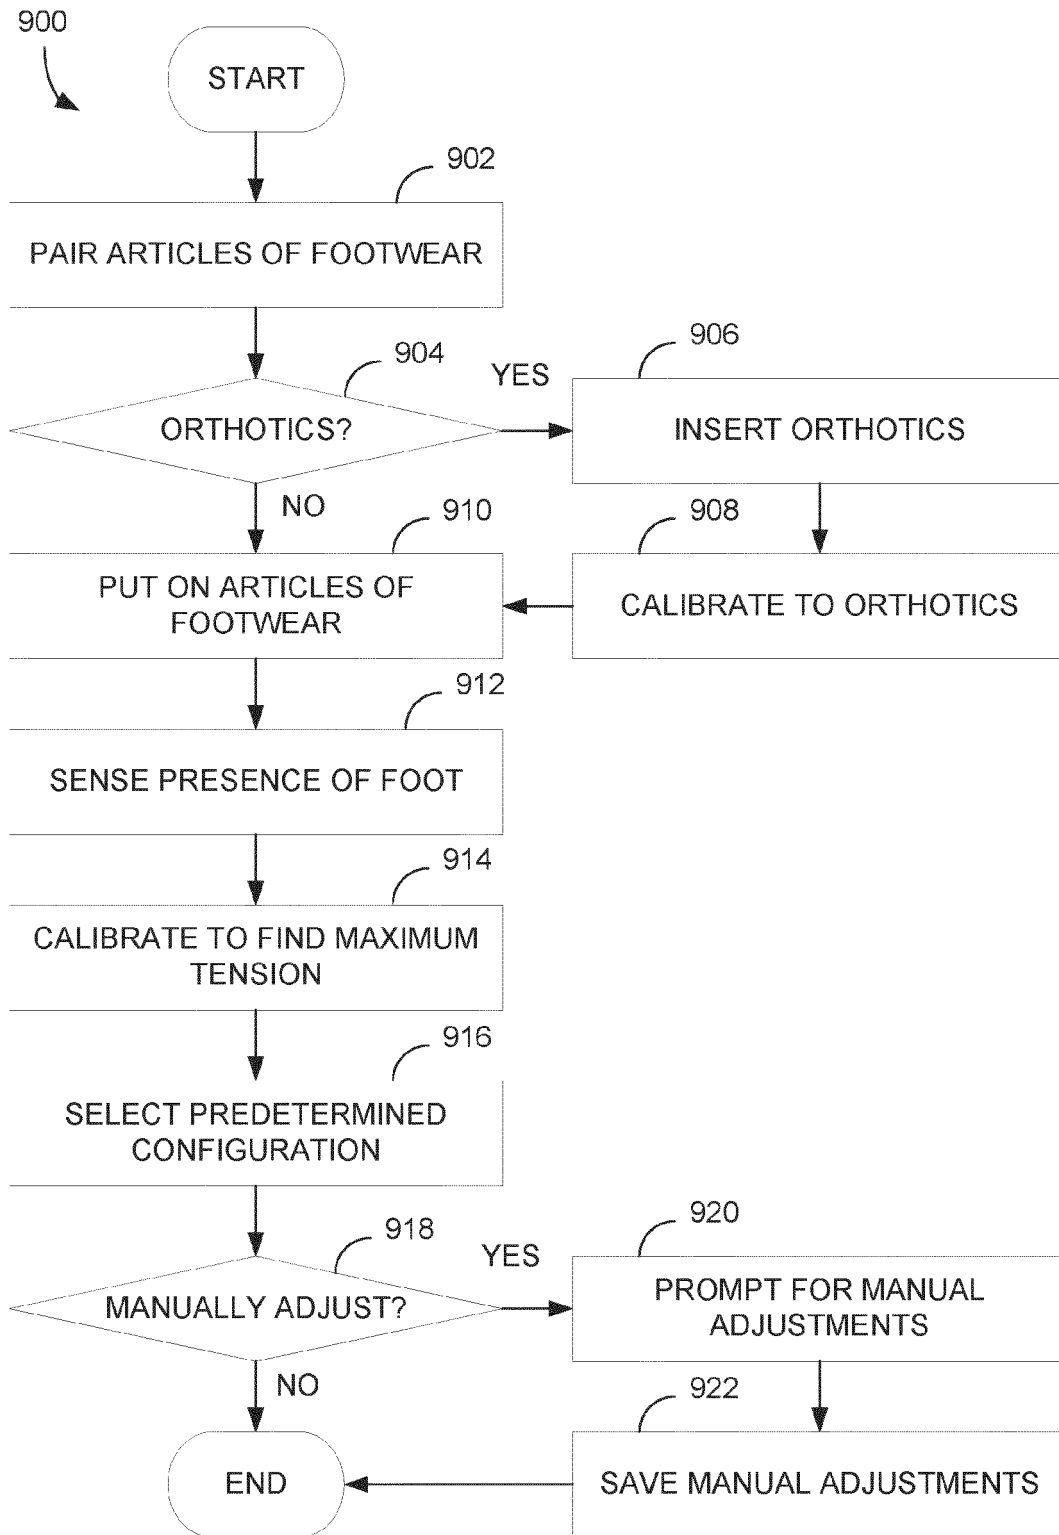 900
START
902
PAIR ARTICLES OF FOOTWEAR
904
ORTHOTICS?
YES
906
INSERT ORTHOTICS
NO
908
CALIBRATE TO ORTHOTICS
910
PUT ON ARTICLES OF
FOOTWEAR
912
SENSE PRESENCE OF FOOT
914
CALIBRATE TO FIND MAXIMUM
TENSION
916
SELECT PREDETERMINED
CONFIGURATION
918
MANUALLY ADJUST?
YES
920
PROMPT FOR MANUAL
ADJUSTMENTS
NO
922
SAVE MANUAL ADJUSTMENTS
END